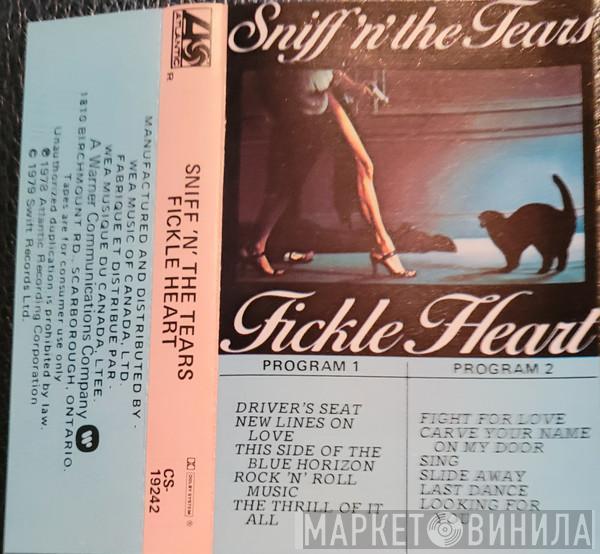 MANUFACTURED AND DISTRIBUTED BY -
WEA MUSIC OF CANADA, LTD.
FABRIQUE ET DISTRIBUE PAR -
WEA MUSIQUE DU CANADA, LTEE.
A Warner Communications Company
1810 BIRCHMOUNT RD., SCARBOROUGH, ONTARIO.
Tapes are for consumer use only
Unauthorized duplication is prohibited by law.
℗ 1978 Atlantic Recording Corporation
© 1979 Swift Records Ltd.
ATLANTIC
R
SNIFF 'N' THE TEARS
FICKLE HEART
DOLBY SYSTEM ®
CS-
19242
Sniff 'n' the Tears
Fickle Heart
PROGRAM 1
DRIVER'S SEAT
NEW LINES ON
LOVE
THIS SIDE OF THE
BLUE HORIZON
ROCK 'N' ROLL
MUSIC
THE THRILL OF IT
ALL
PROGRAM 2
FIGHT FOR LOVE
CARVE YOUR NAME
ON MY DOOR
SING
SLIDE AWAY
LAST DANCE
LOOKING FOR
YOU
МАРКЕТ ВИНИЛА